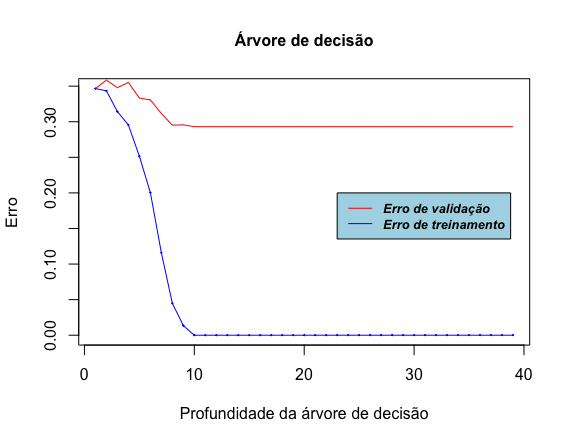 Árvore de decisão
Erro
0.30
0.20
0.10
0.00
Erro de validação
Erro de treinamento
0 10 20 30 40
Profundidade da árvore de decisão